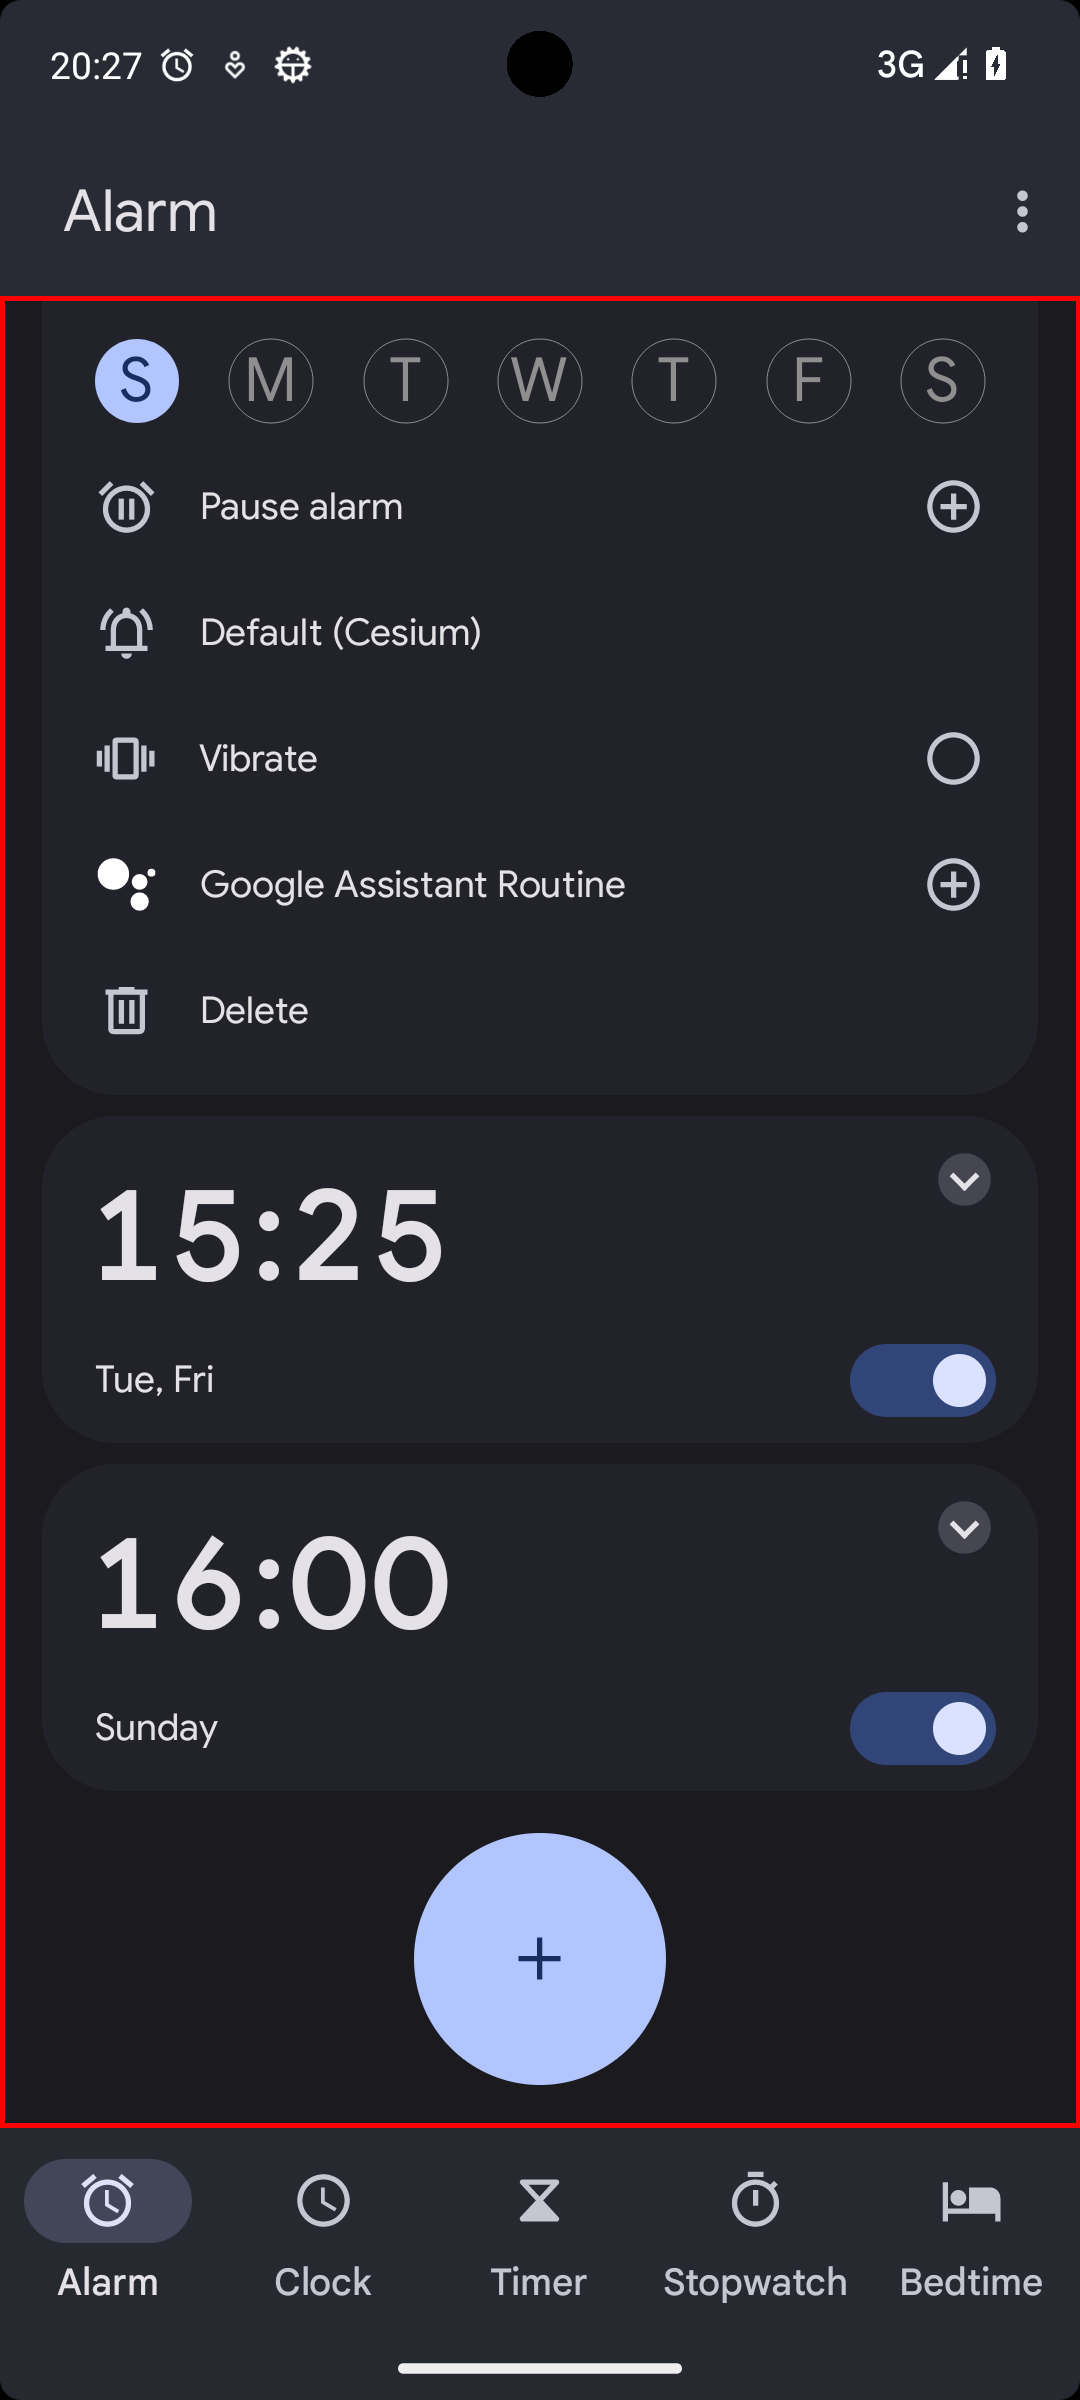 20:27 3G
Alarm
S M T W T F S
Pause alarm
Default (Cesium)
Vibrate
Google Assistant Routine
Delete
15:25
Tue, Fri
16:00
Sunday
Alarm Clock Timer Stopwatch Bedtime